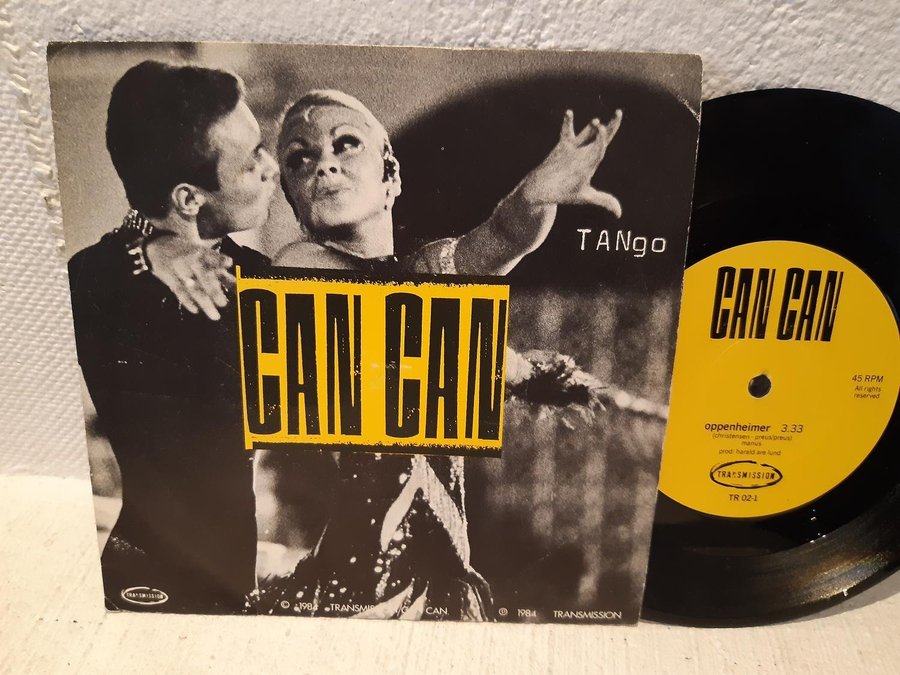 TANgo
CAN CAN
TRANSMISSION
© 1984 TRANSMISSION/CAN CAN
℗ 1984 TRANSMISSION
CAN CAN
45 RPM
All rights
reserved
oppenheimer 3.33
(christensen - preus/preus)
manus
prod: harald are lund
TRANSMISSION
TR 02-1